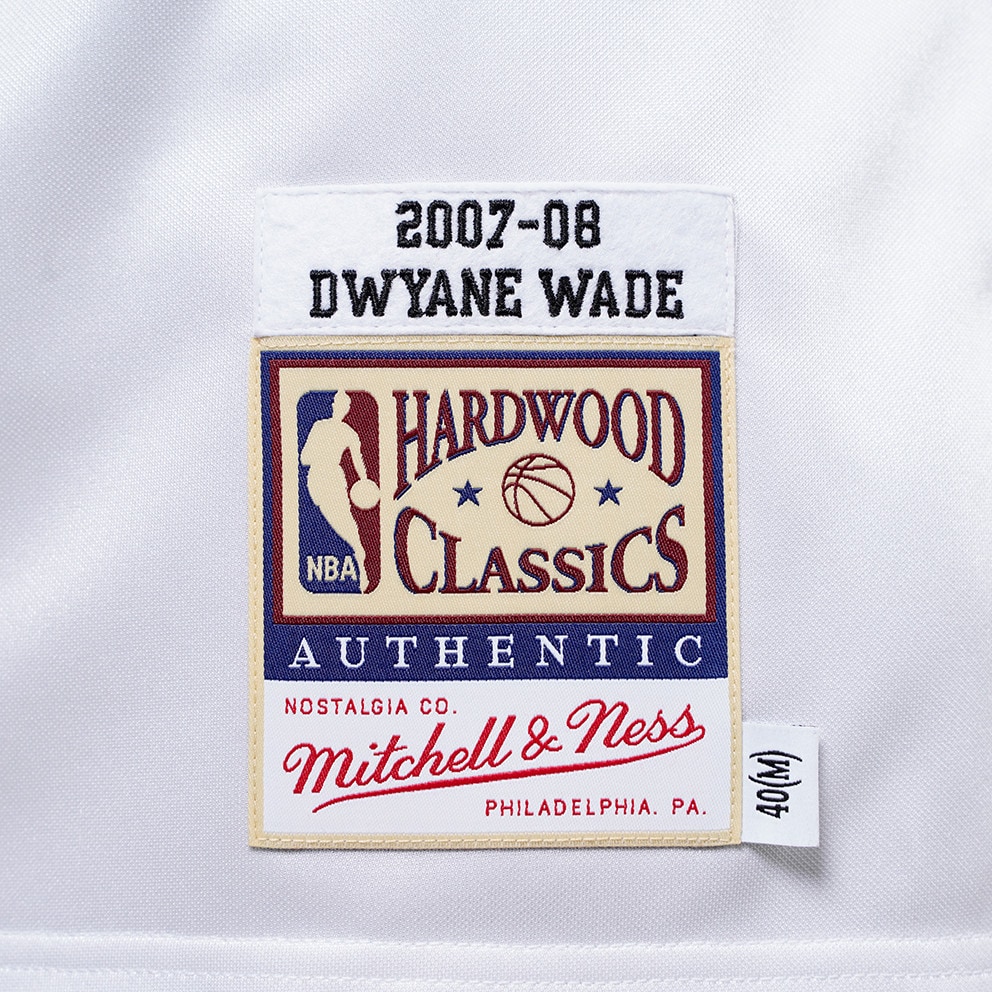 2007-08
DWYANE WADE
HARDWOOD
CLASSICS
NBA
AUTHENTIC
NOSTALGIA CO.
Mitchell & Ness
PHILADELPHIA. PA.
40(M)